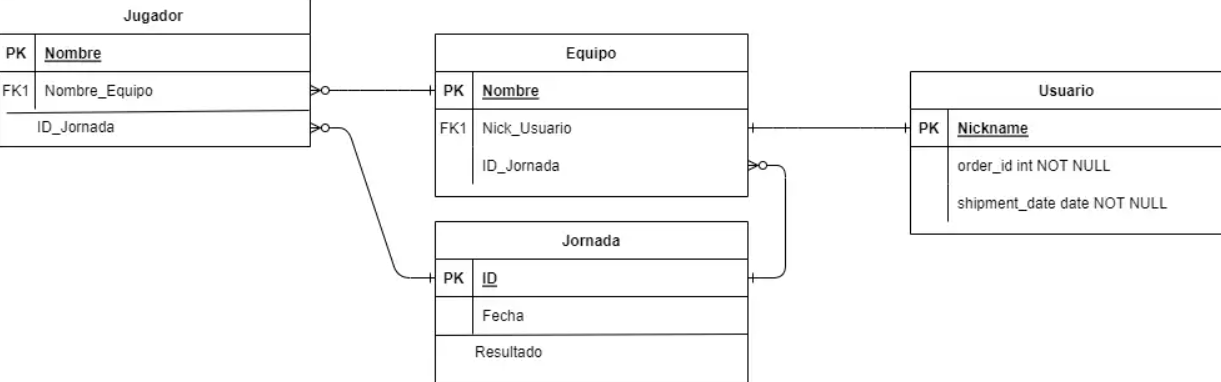 Jugador
PK Nombre
FK1 Nombre_Equipo
ID_Jornada
Equipo
PK Nombre
FK1 Nick_Usuario
ID_Jornada
Jornada
PK ID
Fecha
Resultado
Usuario
PK Nickname
order_id int NOT NULL
shipment_date date NOT NULL